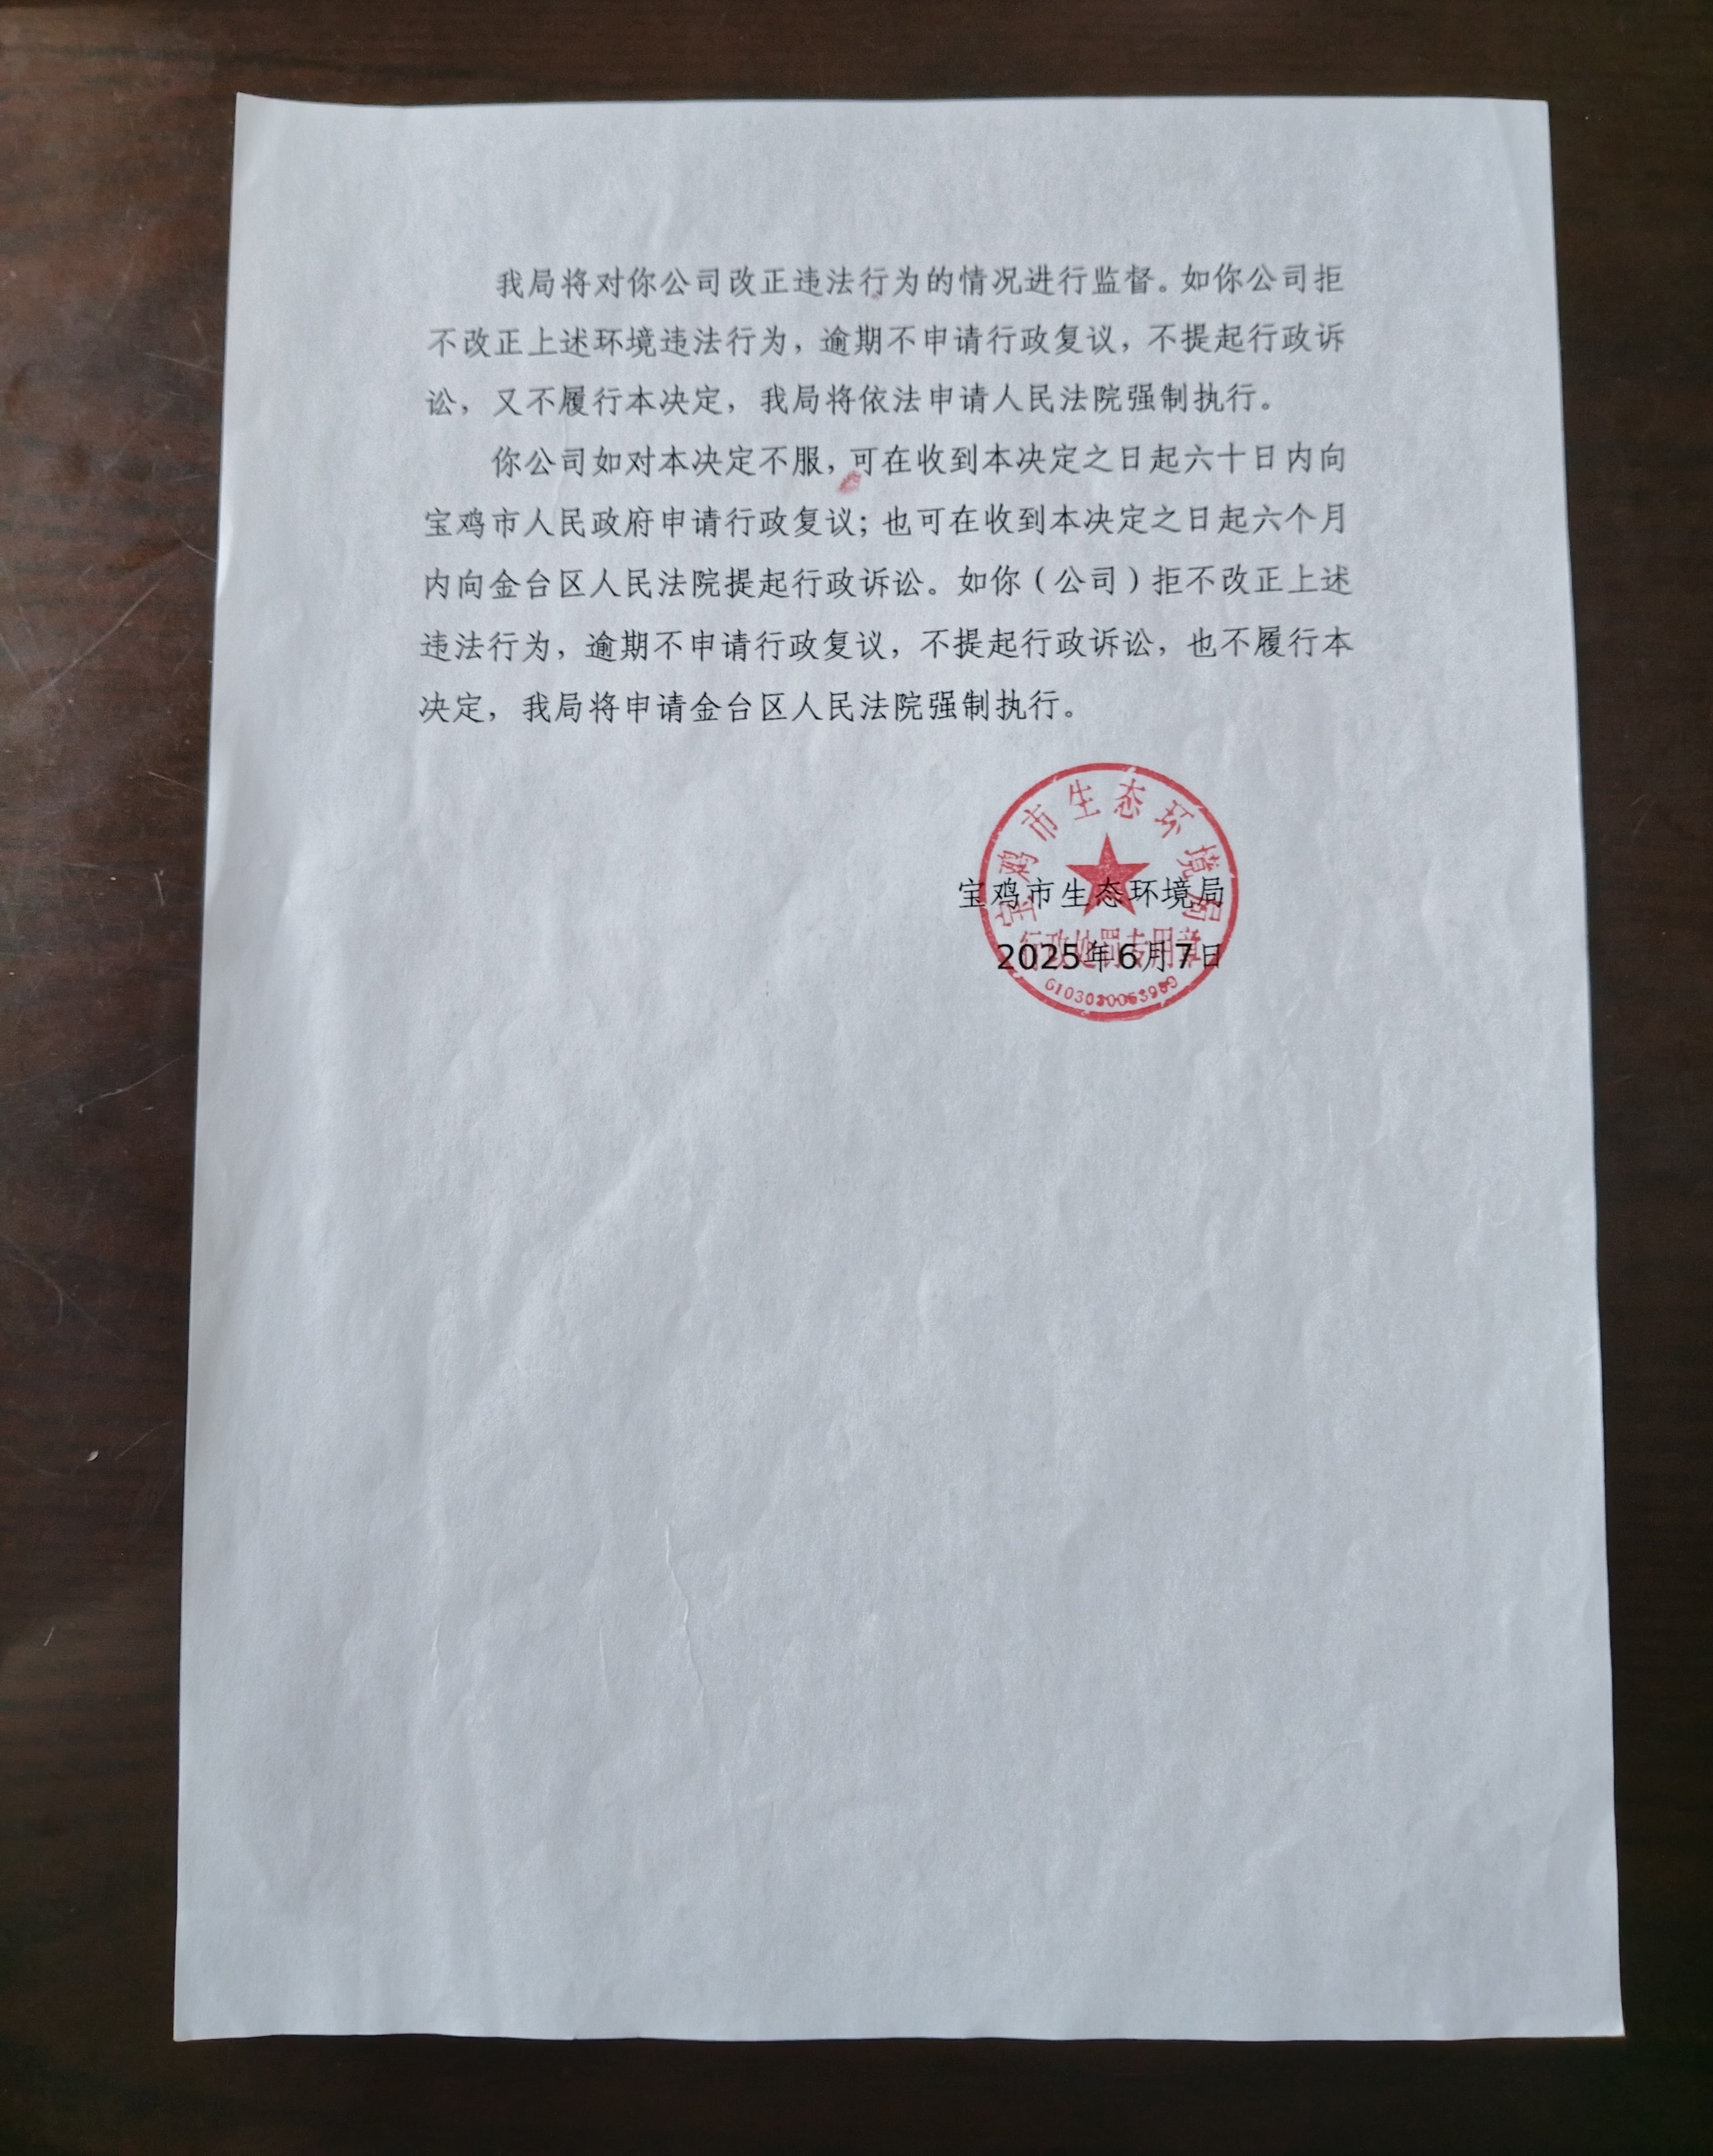 我局将对你公司改正违法行为的情况进行监督。如你公司拒
不改正上述环境违法行为，逾期不申请行政复议，不提起行政诉
讼，又不履行本决定，我局将依法申请人民法院强制执行。
你公司如对本决定不服，可在收到本决定之日起六十日内向
宝鸡市人民政府申请行政复议；也可在收到本决定之日起六个月
内向金台区人民法院提起行政诉讼。如你（公司）拒不改正上述
违法行为，逾期不申请行政复议，不提起行政诉讼，也不履行本
决定，我局将申请金台区人民法院强制执行。
宝鸡市生态环境局
宝鸡市生态环境局
2025年6月7日
行政处罚专用章